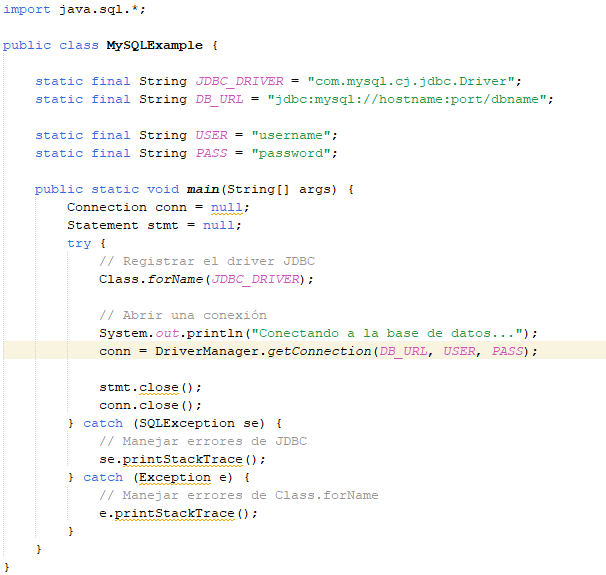 import java.sql.*;
public class MySQLExample {
static final String JDBC_DRIVER = "com.mysql.cj.jdbc.Driver";
static final String DB_URL = "jdbc:mysql://hostname:port/dbname";
static final String USER = "username";
static final String PASS = "password";
public static void main(String[] args) {
Connection conn = null;
Statement stmt = null;
try {
// Registrar el driver JDBC
Class.forName(JDBC_DRIVER);
// Abrir una conexión
System.out.println("Conectando a la base de datos...");
conn = DriverManager.getConnection(DB_URL, USER, PASS);
stmt.close();
conn.close();
} catch (SQLException se) {
// Manejar errores de JDBC
se.printStackTrace();
} catch (Exception e) {
// Manejar errores de Class.forName
e.printStackTrace();
}
}
}